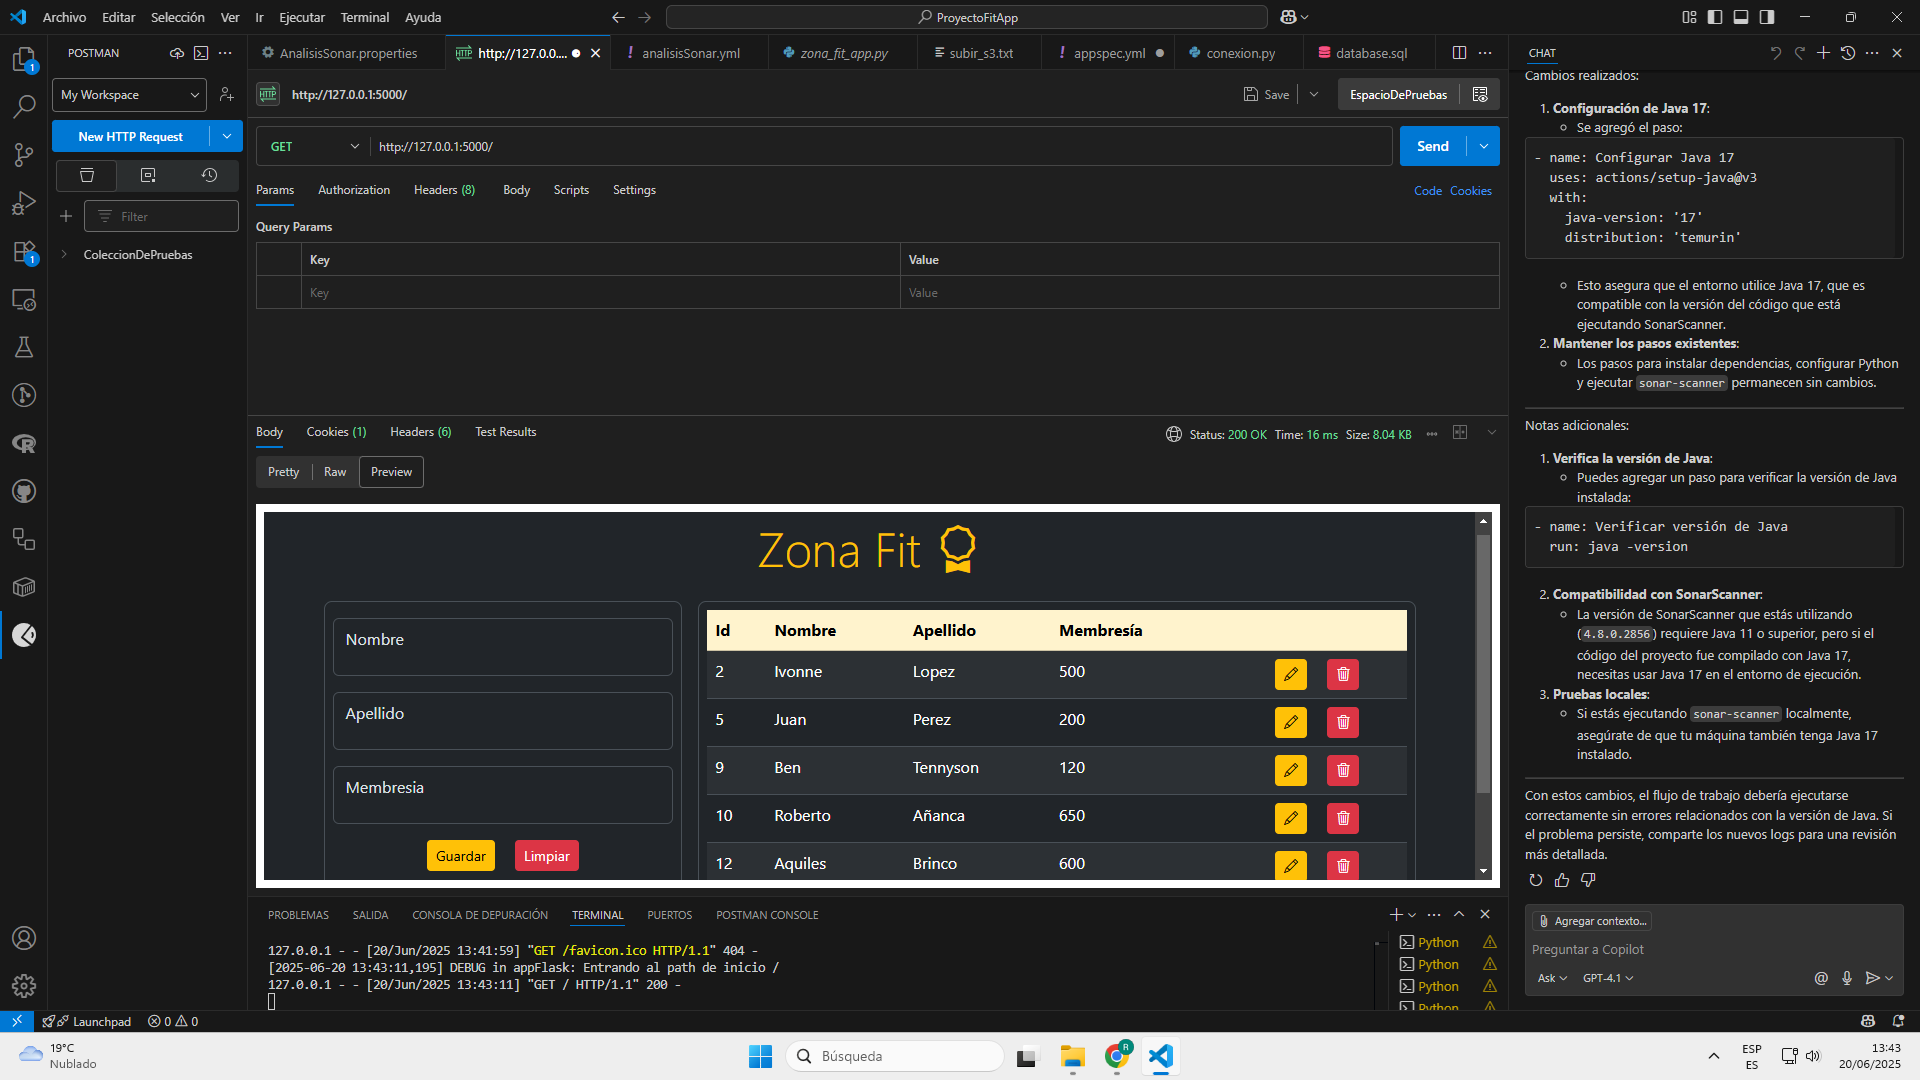 Archivo Editar Selección Ver Ir Ejecutar Terminal Ayuda
ProyectoFitApp
POSTMAN
My Workspace
New HTTP Request
Filter
ColeccionDePruebas
AnalisisSonar.properties
http://127.0.0....
analisisSonar.yml
zona_fit_app.py
subir_s3.txt
appspec.yml
conexion.py
database.sql
HTTP http://127.0.0.1:5000/
Save
EspacioDePruebas
GET http://127.0.0.1:5000/
Send
Params Authorization Headers (8) Body Scripts Settings
Code Cookies
Query Params
Key Value
Key Value
Body Cookies (1) Headers (6) Test Results
Status: 200 OK Time: 16 ms Size: 8.04 KB
Pretty Raw Preview
Zona Fit
Nombre
Apellido
Membresia
Guardar Limpiar
Id Nombre Apellido Membresía
2 Ivonne Lopez 500
5 Juan Perez 200
9 Ben Tennyson 120
10 Roberto Añanca 650
12 Aquiles Brinco 600
PROBLEMAS SALIDA CONSOLA DE DEPURACIÓN TERMINAL PUERTOS POSTMAN CONSOLE
127.0.0.1 - - [20/Jun/2025 13:41:59] "GET /favicon.ico HTTP/1.1" 404 -
[2025-06-20 13:43:11,195] DEBUG in appFlask: Entrando al path de inicio /
127.0.0.1 - - [20/Jun/2025 13:43:11] "GET / HTTP/1.1" 200 -
Python
Python
Python
Python
CHAT
Cambios realizados:
1. Configuración de Java 17:
Se agregó el paso:
- name: Configurar Java 17
uses: actions/setup-java@v3
with:
java-version: '17'
distribution: 'temurin'
Esto asegura que el entorno utilice Java 17, que es
compatible con la versión del código que está
ejecutando SonarScanner.
2. Mantener los pasos existentes:
Los pasos para instalar dependencias, configurar Python
y ejecutar sonar-scanner permanecen sin cambios.
Notas adicionales:
1. Verifica la versión de Java:
Puedes agregar un paso para verificar la versión de Java
instalada:
- name: Verificar versión de Java
run: java -version
2. Compatibilidad con SonarScanner:
La versión de SonarScanner que estás utilizando
(4.8.0.2856) requiere Java 11 o superior, pero si el
código del proyecto fue compilado con Java 17,
necesitas usar Java 17 en el entorno de ejecución.
3. Pruebas locales:
Si estás ejecutando sonar-scanner localmente,
asegúrate de que tu máquina también tenga Java 17
instalado.
Con estos cambios, el flujo de trabajo debería ejecutarse
correctamente sin errores relacionados con la versión de Java. Si
el problema persiste, comparte los nuevos logs para una revisión
más detallada.
Agregar contexto...
Preguntar a Copilot
Ask GPT-4.1
Launchpad 0 0
19°C
Nublado
Búsqueda
R
ESP
ES
13:43
20/06/2025
1
1